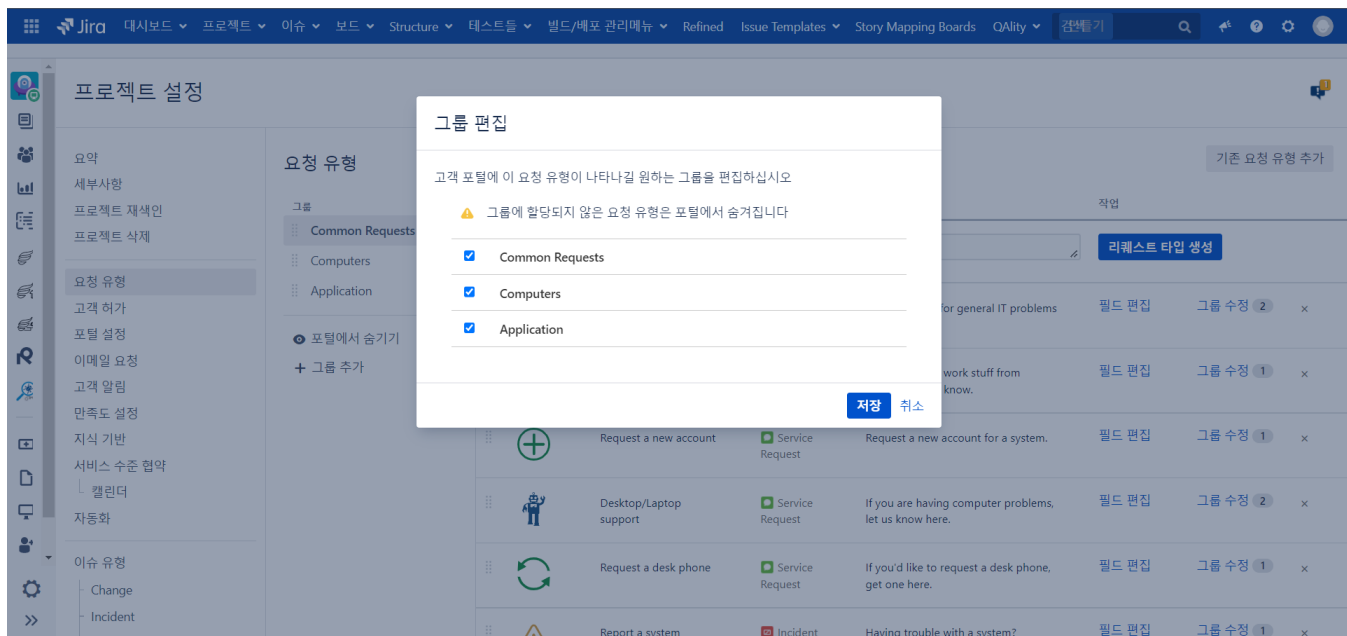 Jira 대시보드 프로젝트 이슈 보드 Structure 테스트들 빌드/배포 관리메뉴 Refined Issue Templates Story Mapping Boards QAlity
프로젝트 설정
요약
세부사항
프로젝트 재색인
프로젝트 삭제
요청 유형
고객 허가
포털 설정
이메일 요청
고객 알림
만족도 설정
지식 기반
서비스 수준 협약
캘린더
자동화
이슈 유형
Change
Incident
요청 유형
기존 요청 유형 추가
그룹
Common Requests
Computers
Application
포털에서 숨기기
그룹 추가
그룹 편집
고객 포털에 이 요청 유형이 나타나길 원하는 그룹을 편집하십시오
그룹에 할당되지 않은 요청 유형은 포털에서 숨겨집니다
Common Requests
Computers
Application
저장 취소
작업
리퀘스트 타입 생성
for general IT problems 필드 편집 그룹 수정 2 ×
work stuff from 필드 편집 그룹 수정 1 ×
know.
Request a new account Service Request a new account for a system. 필드 편집 그룹 수정 1 ×
Request
Desktop/Laptop Service If you are having computer problems, 필드 편집 그룹 수정 2 ×
support Request let us know here.
Request a desk phone Service If you'd like to request a desk phone, 필드 편집 그룹 수정 1 ×
Request get one here.
Report a system Incident Having trouble with a system? 필드 편집 그룹 수정 1 ×